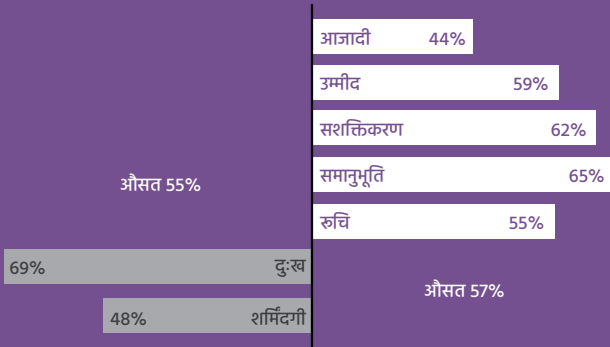 आजादी 44%
उम्मीद 59%
सशक्तिकरण 62%
समानुभूति 65%
औसत 55%
रूचि 55%
69% दुःख
औसत 57%
48% शर्मिंदगी